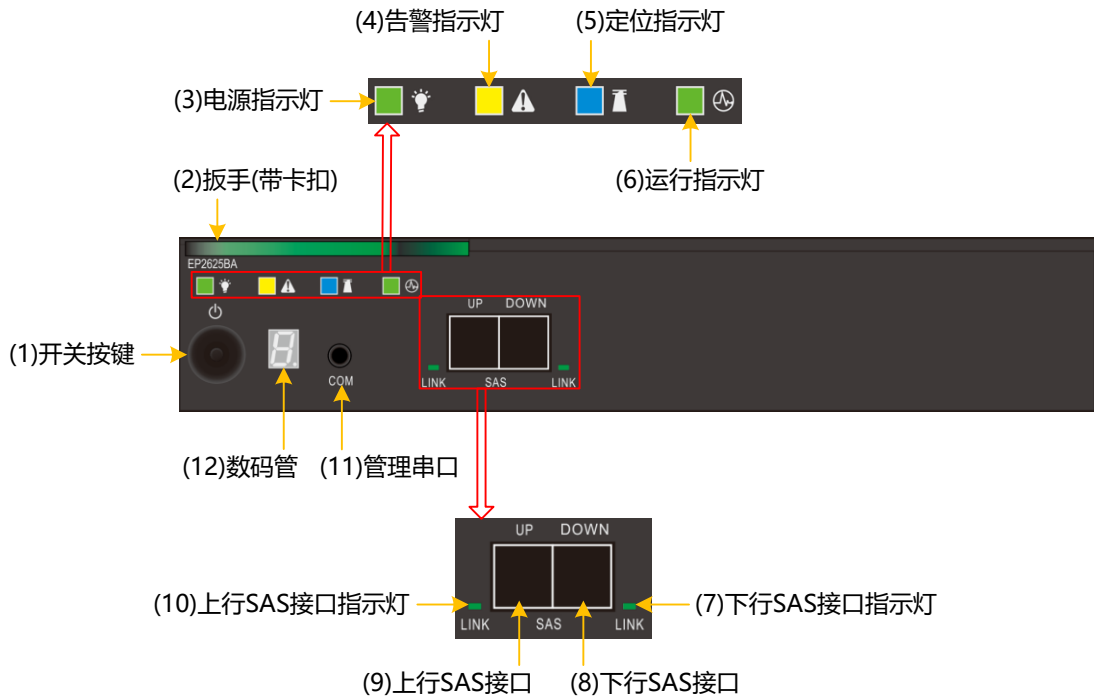 (4)告警指示灯
(5)定位指示灯
(3)电源指示灯
(2)扳手(带卡扣)
(6)运行指示灯
EP2625BA
UP DOWN
(1)开关按键
LINK SAS LINK
COM
(12)数码管
(11)管理串口
UP DOWN
(10)上行SAS接口指示灯
(7)下行SAS接口指示灯
LINK SAS LINK
(9)上行SAS接口
(8)下行SAS接口